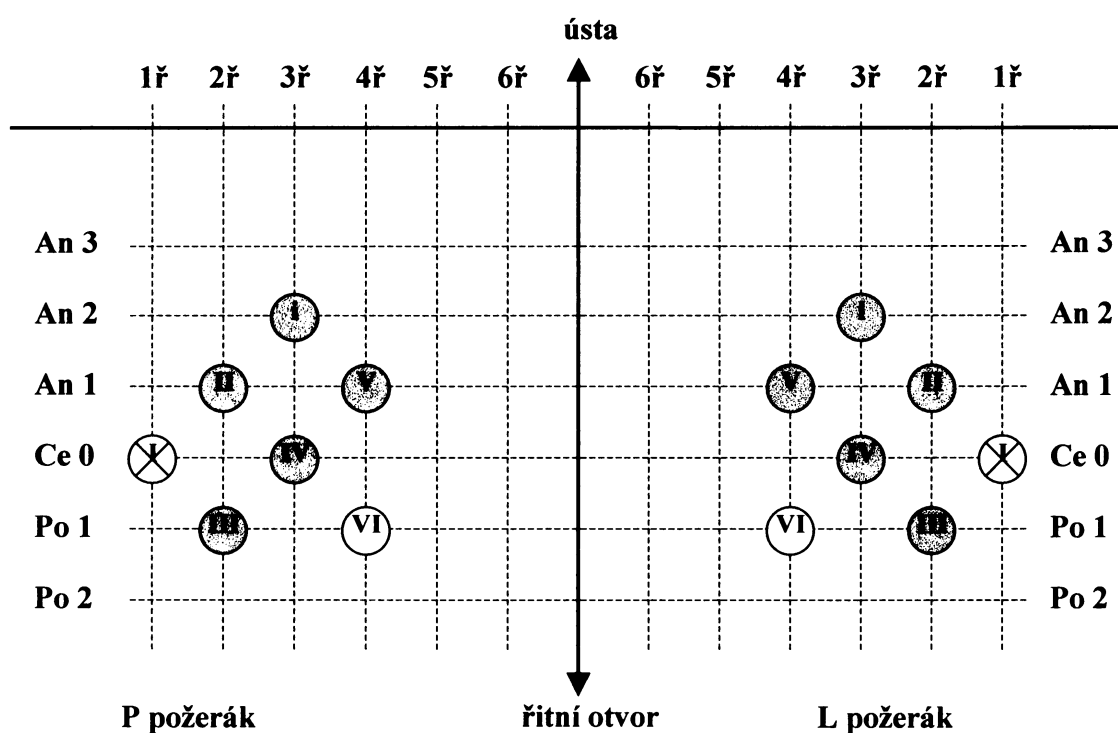 ústa
1ř 2ř 3ř 4ř 5ř 6ř 6ř 5ř 4ř 3ř 2ř 1ř
An 3 An 3
An 2 I I An 2
An 1 II V V II An 1
Ce 0 I IV IV I Ce 0
Po 1 III VI VI III Po 1
Po 2 Po 2
P požerák řitní otvor L požerák